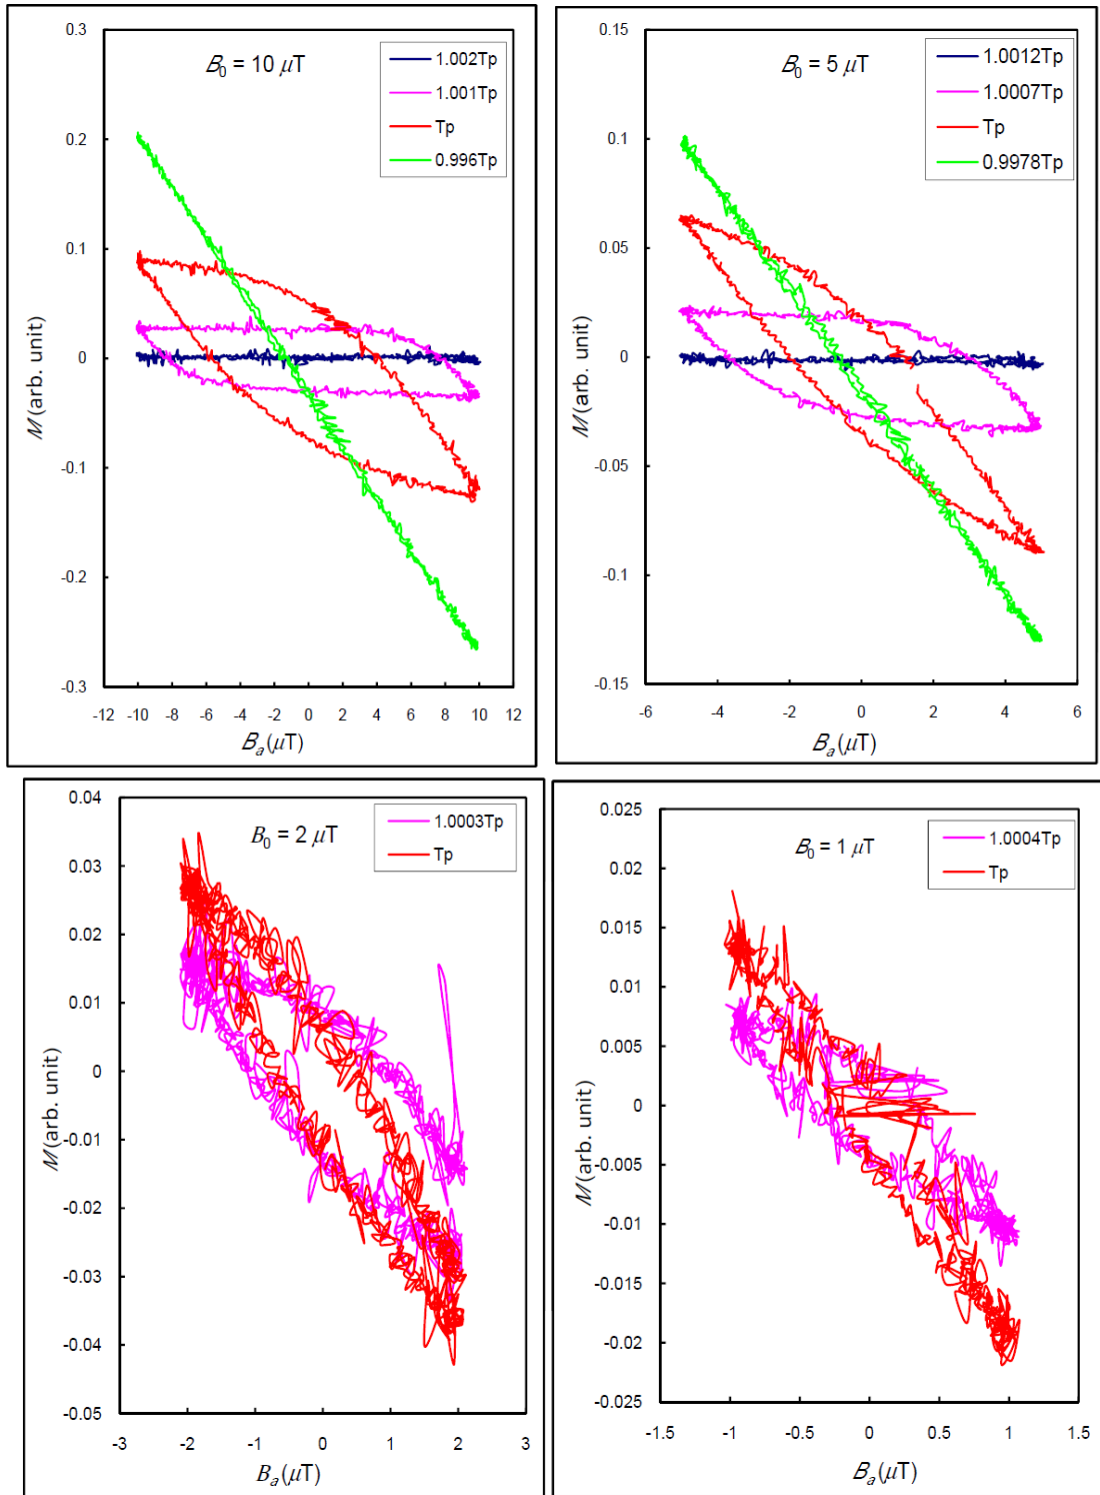 0.3
0.2
0.1
0
-0.1
-0.2
-0.3
M (arb. unit)
B₀ = 10 μT
1.002Tp
1.001Tp
Tp
0.996Tp
-12 -10 -8 -6 -4 -2 0 2 4 6 8 10 12
Bₐ (μT)
0.15
0.1
0.05
0
-0.05
-0.1
-0.15
M (arb. unit)
B₀ = 5 μT
1.0012Tp
1.0007Tp
Tp
0.9978Tp
-6 -4 -2 0 2 4 6
Bₐ (μT)
0.04
0.03
0.02
0.01
0
-0.01
-0.02
-0.03
-0.04
-0.05
M (arb. unit)
B₀ = 2 μT
1.0003Tp
Tp
-3 -2 -1 0 1 2 3
Bₐ (μT)
0.025
0.02
0.015
0.01
0.005
0
-0.005
-0.01
-0.015
-0.02
-0.025
M (arb. unit)
B₀ = 1 μT
1.0004Tp
Tp
-1.5 -1 -0.5 0 0.5 1 1.5
Bₐ (μT)